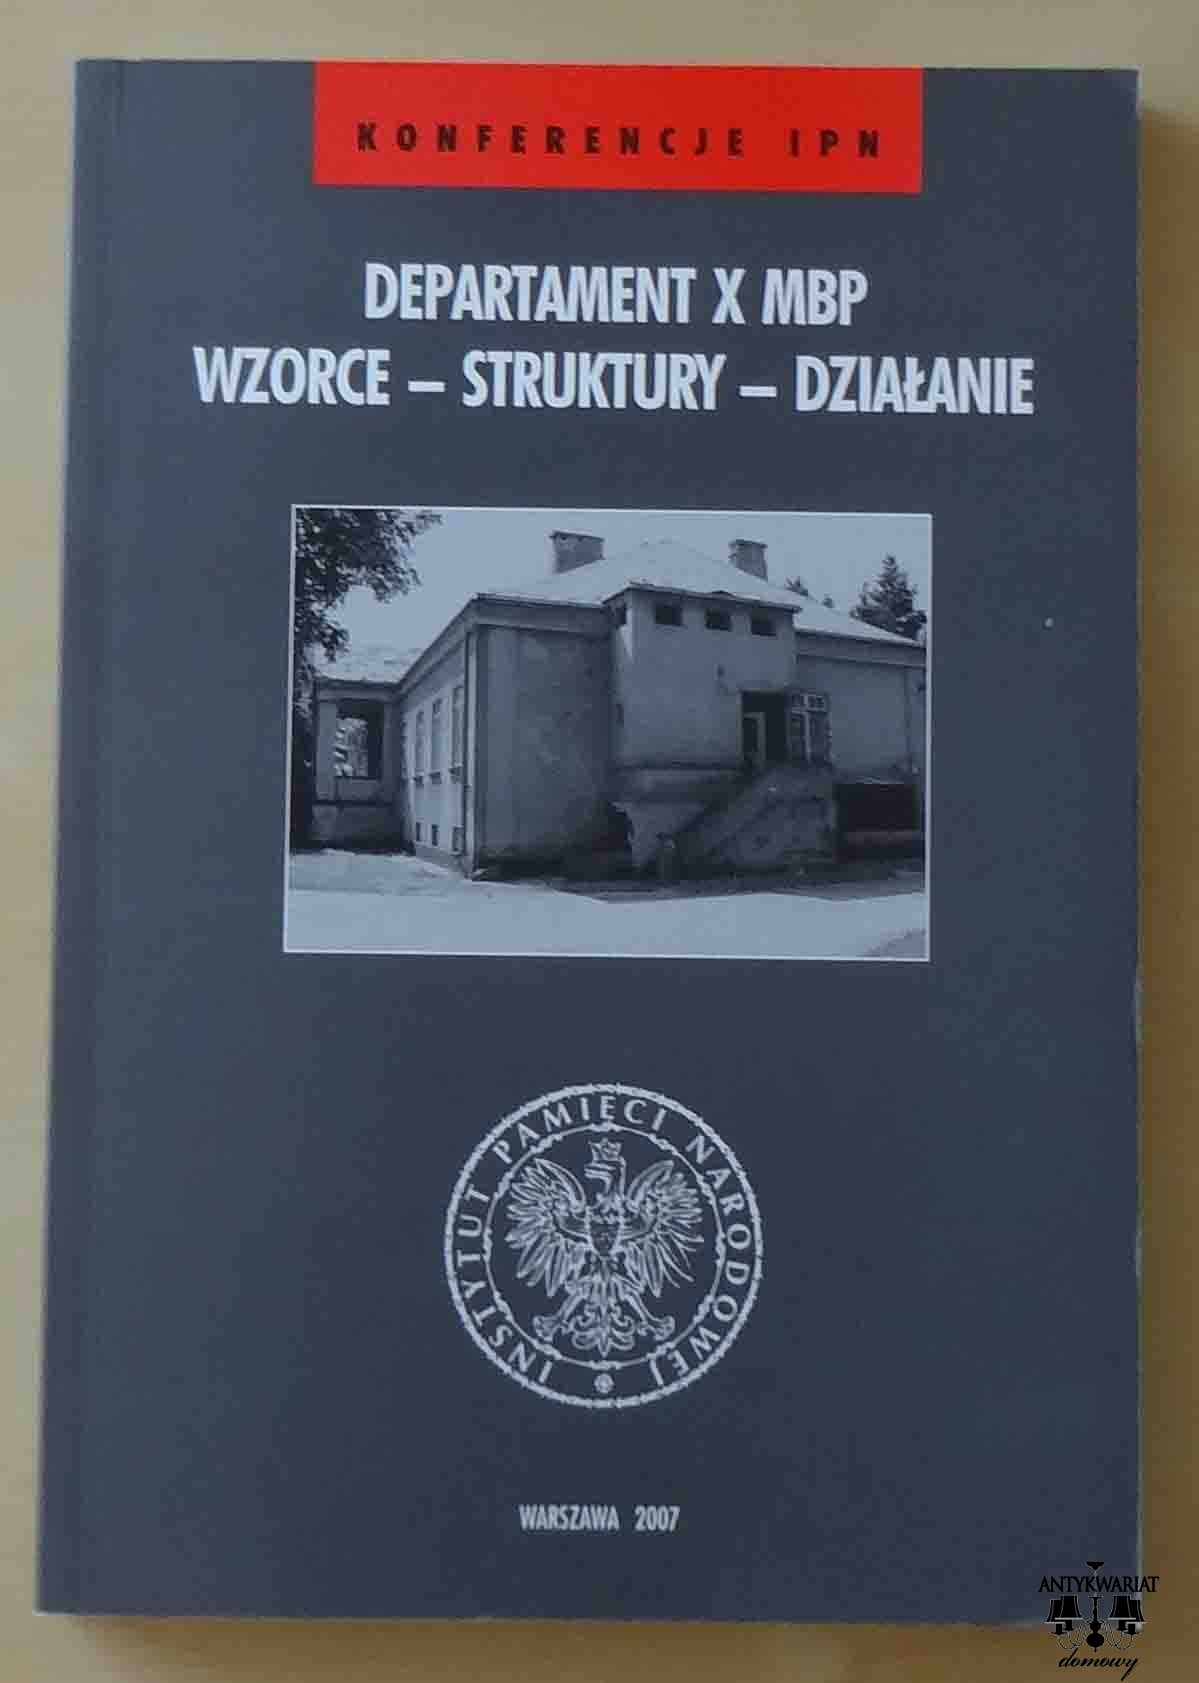 KONFERENCJE IPN
DEPARTAMENT X MBP
WZORCE – STRUKTURY – DZIAŁANIE
INSTYTUT PAMIĘCI NARODOWEJ
WARSZAWA 2007
ANTYKWARIAT
domowy